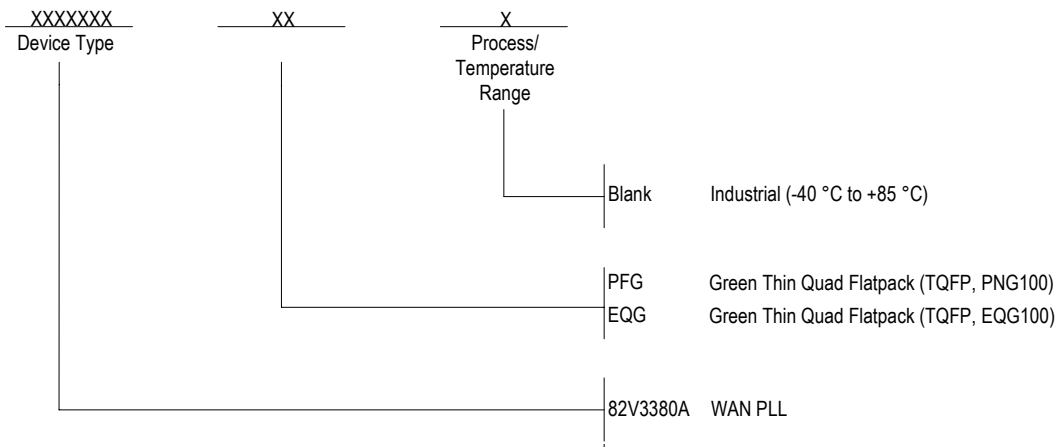 XXXXXXX XX X
Device Type Process/
Temperature
Range
Blank Industrial (-40 °C to +85 °C)
PFG Green Thin Quad Flatpack (TQFP, PNG100)
EQG Green Thin Quad Flatpack (TQFP, EQG100)
82V3380A WAN PLL